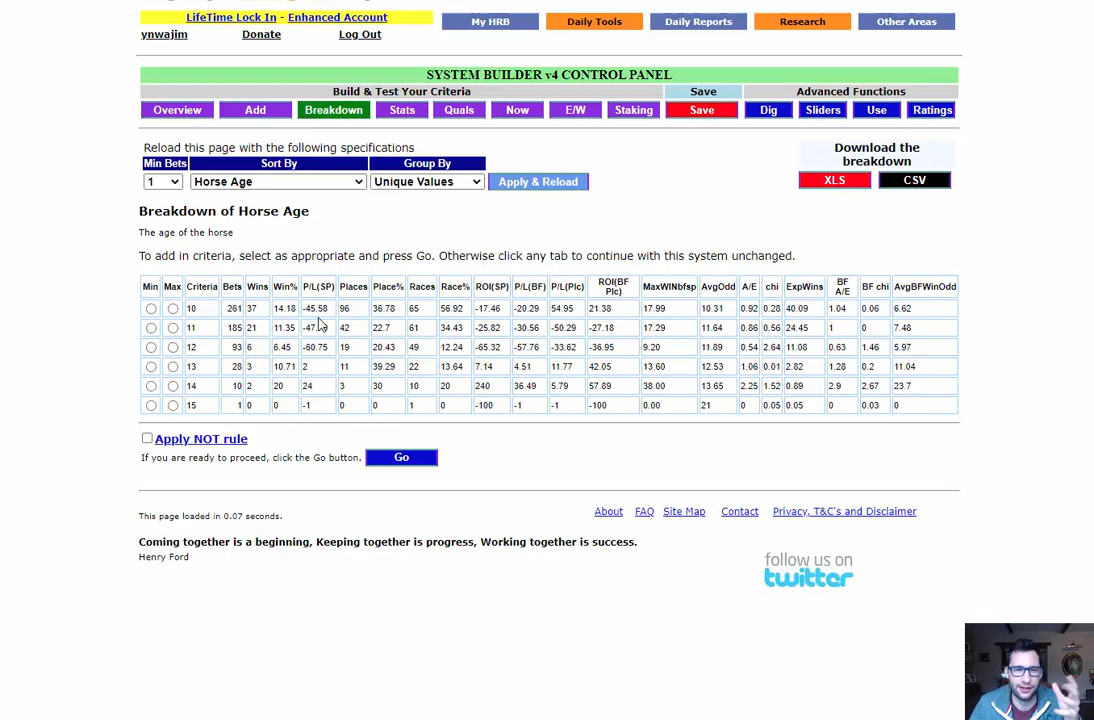 LifeTime Lock In - Enhanced Account
ynwajim Donate Log Out
My HRB Daily Tools Daily Reports Research Other Areas
SYSTEM BUILDER v4 CONTROL PANEL
Build & Test Your Criteria Save Advanced Functions
Overview Add Breakdown Stats Quals Now E/W Staking Save Dig Sliders Use Ratings
Reload this page with the following specifications
Min Bets Sort By Group By
1 Horse Age Unique Values Apply & Reload
Download the
breakdown
XLS CSV
Breakdown of Horse Age
The age of the horse
To add in criteria, select as appropriate and press Go. Otherwise click any tab to continue with this system unchanged.
Min Max Criteria Bets Wins Win% P/L(SP) Places Place% Races Race% ROI(SP) P/L(BF) P/L(Plc) ROI(BF Plc) MaxWINbfsp AvgOdd A/E chi ExpWins BF A/E BF chi AvgBFWinOdd
10 261 37 14.18 -45.58 96 36.78 65 56.92 -17.46 -20.29 54.95 21.38 17.99 10.31 0.92 0.28 40.09 1.04 0.06 6.62
11 185 21 11.35 42 22.7 61 34.43 -25.82 -30.56 -50.29 -27.18 17.29 11.64 0.86 0.56 24.45 1 0 7.48
12 93 6 6.45 -60.75 19 20.43 49 12.24 -65.32 -57.76 -33.62 -36.95 9.20 11.89 0.54 2.64 11.08 0.63 1.46 5.97
13 28 3 10.71 2 11 39.29 22 13.64 7.14 4.51 11.77 42.05 13.60 12.53 1.06 0.01 2.82 1.28 0.2 11.04
14 10 2 20 24 3 30 10 20 240 36.49 5.79 57.89 38.00 13.65 2.25 1.52 0.89 2.9 2.67 23.7
15 1 0 0 -1 0 0 1 0 -100 -1 -1 -100 0.00 21 0 0.05 0.05 0 0.03 0
Apply NOT rule
If you are ready to proceed, click the Go button. Go
About FAQ Site Map Contact Privacy, T&C's and Disclaimer
This page loaded in 0.07 seconds.
Coming together is a beginning, Keeping together is progress, Working together is success.
Henry Ford
follow us on
twitter